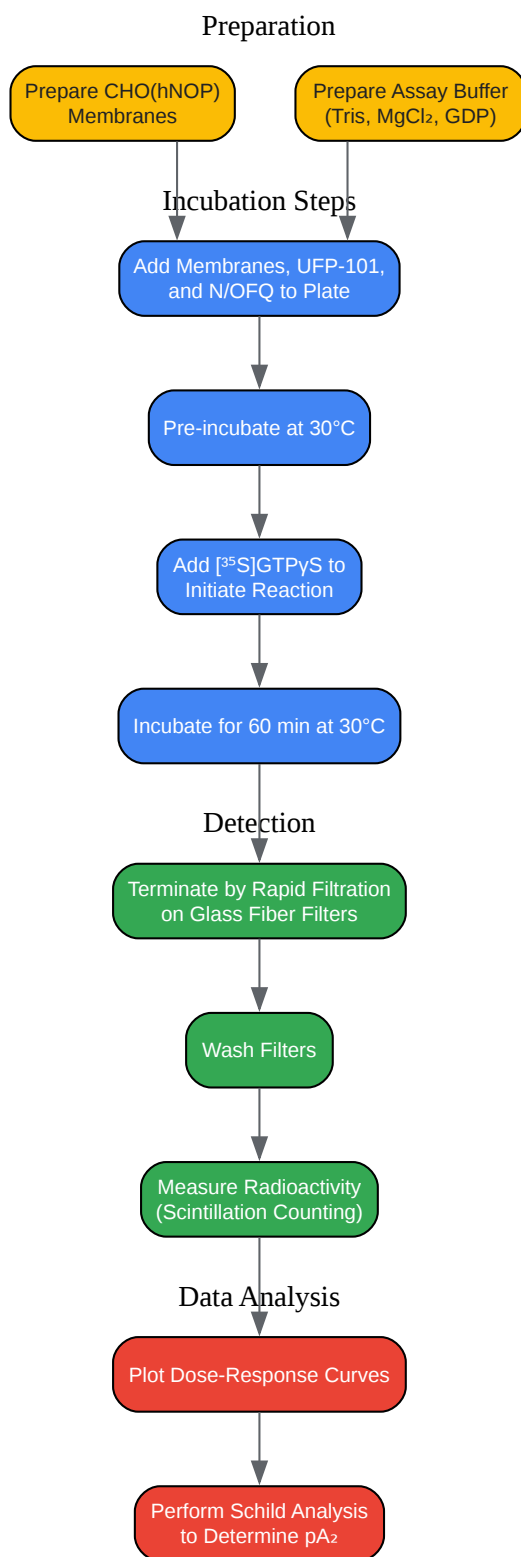 Preparation
Prepare CHO(hNOP)
Membranes
Prepare Assay Buffer
(Tris, MgCl₂, GDP)
Incubation Steps
Add Membranes, UFP-101,
and N/OFQ to Plate
Pre-incubate at 30°C
Add [³⁵S]GTPγS to
Initiate Reaction
Incubate for 60 min at 30°C
Detection
Terminate by Rapid Filtration
on Glass Fiber Filters
Wash Filters
Measure Radioactivity
(Scintillation Counting)
Data Analysis
Plot Dose-Response Curves
Perform Schild Analysis
to Determine pA₂